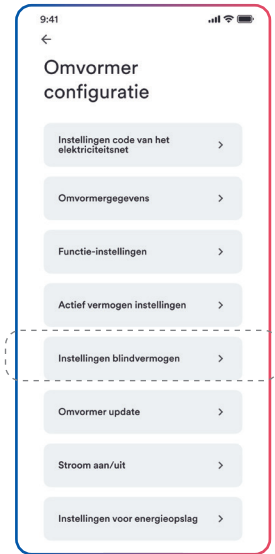 9:41
Omvormer
configuratie
Instellingen code van het
elektriciteitsnet
Omvormergegevens
Functie-instellingen
Actief vermogen instellingen
Instellingen blindvermogen
Omvormer update
Stroom aan/uit
Instellingen voor energieopslag